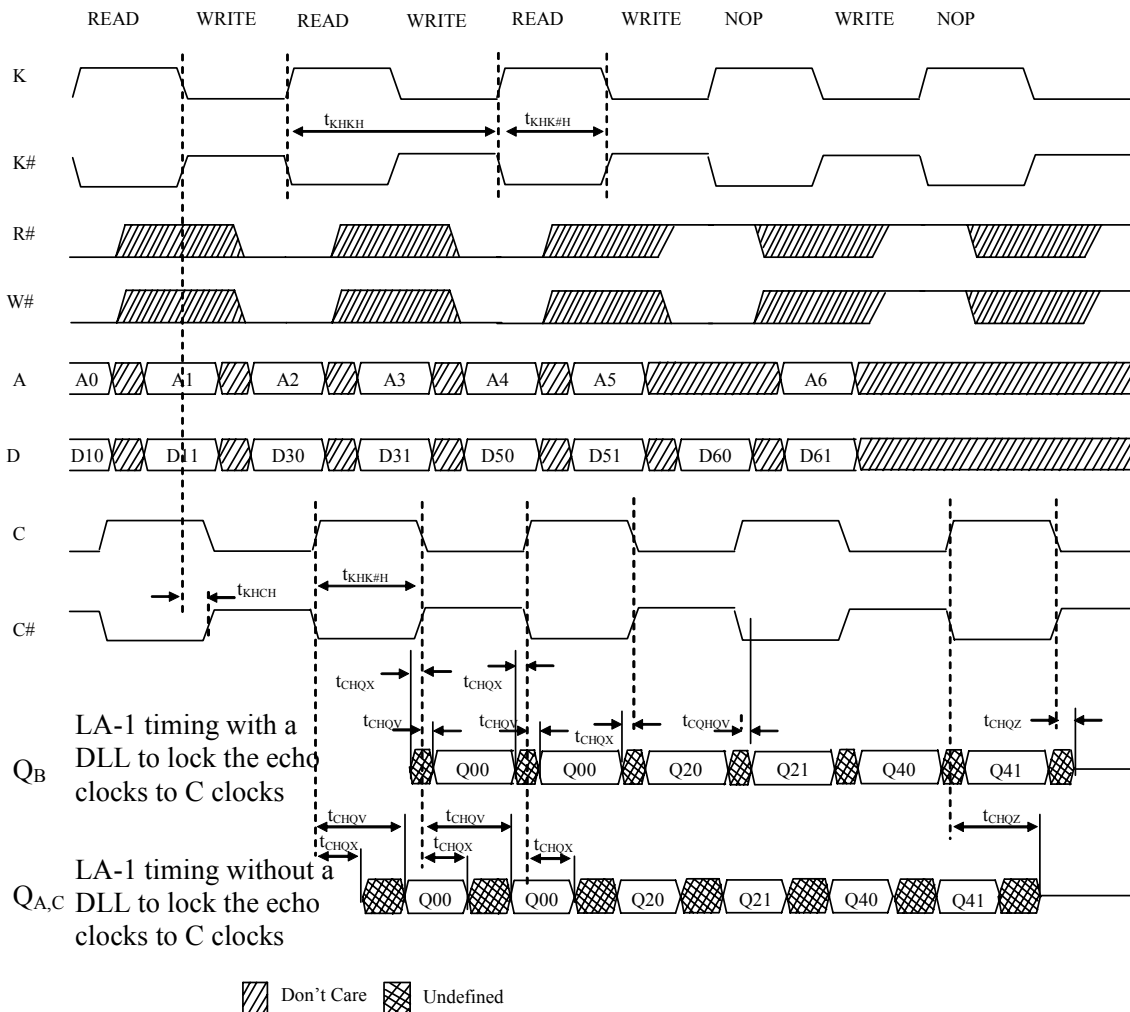 READ WRITE READ WRITE READ WRITE NOP WRITE NOP
K
tKHKH tKHK#H
K#
R#
W#
A A0 A1 A2 A3 A4 A5 A6
D D10 D11 D30 D31 D50 D51 D60 D61
C
tKHK#H
tKHCH
C#
tCHQX tCHQX
tCHQV tCHQV tCHQX tCQHQV tCHQZ
LA-1 timing with a
DLL to lock the echo
clocks to C clocks
QB Q00 Q00 Q20 Q21 Q40 Q41
tCHQV tCHQV tCHQZ
tCHQX tCHQX tCHQX
LA-1 timing without a
DLL to lock the echo
clocks to C clocks
QA,C Q00 Q00 Q20 Q21 Q40 Q41
Don't Care Undefined